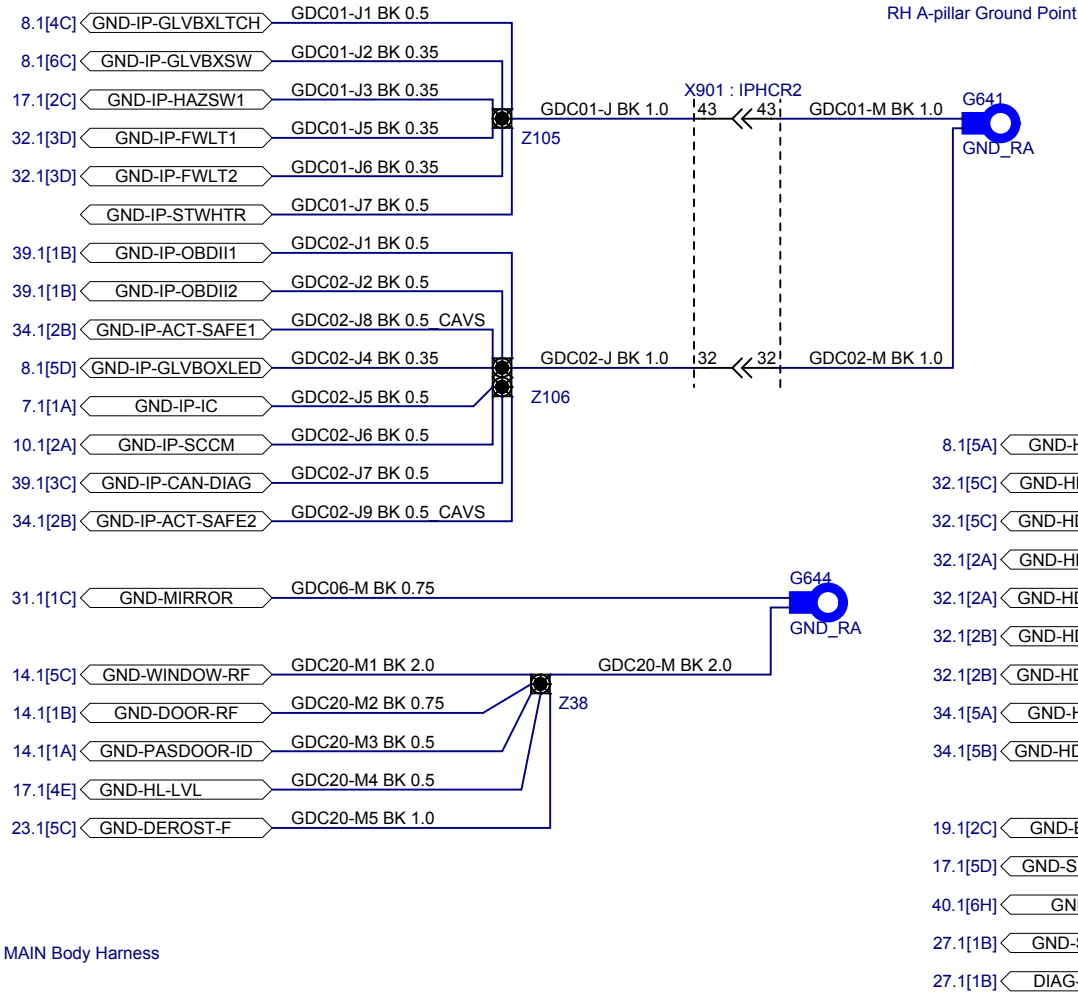 RH A-pillar Ground Point
8.1[4C] GND-IP-GLVBXLTCH GDC01-J1 BK 0.5
8.1[6C] GND-IP-GLVBXSW GDC01-J2 BK 0.35
17.1[2C] GND-IP-HAZSW1 GDC01-J3 BK 0.35
32.1[3D] GND-IP-FWLT1 GDC01-J5 BK 0.35
32.1[3D] GND-IP-FWLT2 GDC01-J6 BK 0.35
GND-IP-STWHTR GDC01-J7 BK 0.5
Z105
GDC01-J BK 1.0
X901 : IPHCR2
43 43
GDC01-M BK 1.0
G641
GND_RA
39.1[1B] GND-IP-OBDII1 GDC02-J1 BK 0.5
39.1[1B] GND-IP-OBDII2 GDC02-J2 BK 0.5
34.1[2B] GND-IP-ACT-SAFE1 GDC02-J8 BK 0.5_CAVS
8.1[5D] GND-IP-GLVBOXLED GDC02-J4 BK 0.35
7.1[1A] GND-IP-IC GDC02-J5 BK 0.5
10.1[2A] GND-IP-SCCM GDC02-J6 BK 0.5
39.1[3C] GND-IP-CAN-DIAG GDC02-J7 BK 0.5
34.1[2B] GND-IP-ACT-SAFE2 GDC02-J9 BK 0.5_CAVS
Z106
GDC02-J BK 1.0
32 32
GDC02-M BK 1.0
31.1[1C] GND-MIRROR GDC06-M BK 0.75
G644
GND_RA
14.1[5C] GND-WINDOW-RF GDC20-M1 BK 2.0
14.1[1B] GND-DOOR-RF GDC20-M2 BK 0.75
14.1[1A] GND-PASDOOR-ID GDC20-M3 BK 0.5
17.1[4E] GND-HL-LVL GDC20-M4 BK 0.5
23.1[5C] GND-DEROST-F GDC20-M5 BK 1.0
Z38
GDC20-M BK 2.0
MAIN Body Harness
8.1[5A]
32.1[5C]
32.1[5C]
32.1[2A]
32.1[2A]
32.1[2B]
32.1[2B]
34.1[5A]
34.1[5B]
19.1[2C]
17.1[5D]
40.1[6H]
27.1[1B]
27.1[1B]